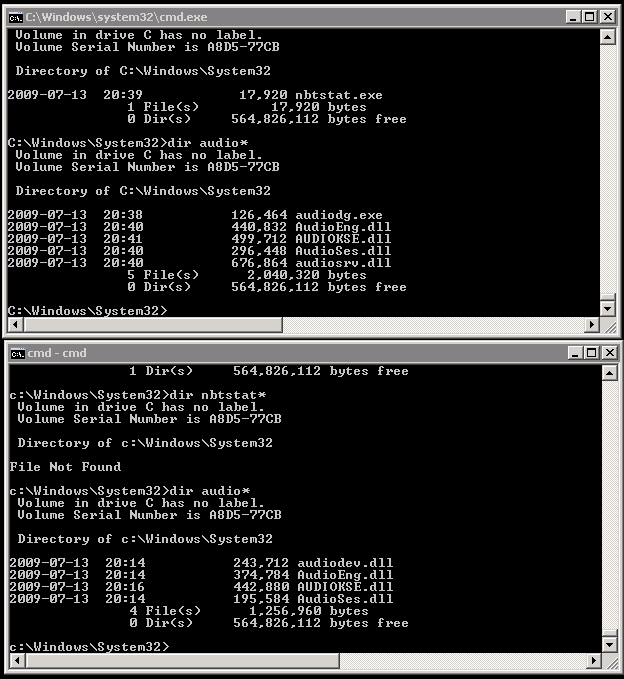 C:\Windows\system32\cmd.exe
Volume in drive C has no label.
Volume Serial Number is A8D5-77CB
Directory of C:\Windows\System32
2009-07-13  20:39            17,920 nbtstat.exe
1 File(s)         17,920 bytes
0 Dir(s)     564,826,112 bytes free
C:\Windows\System32>dir audio*
Volume in drive C has no label.
Volume Serial Number is A8D5-77CB
Directory of C:\Windows\System32
2009-07-13  20:38           126,464 audiodg.exe
2009-07-13  20:40           440,832 AudioEng.dll
2009-07-13  20:41           499,712 AUDIOKSE.dll
2009-07-13  20:40           296,448 AudioSes.dll
2009-07-13  20:40           676,864 audiosrv.dll
5 File(s)      2,040,320 bytes
0 Dir(s)     564,826,112 bytes free
C:\Windows\System32>
cmd - cmd
1 Dir(s)     564,826,112 bytes free
c:\Windows\System32>dir nbtstat*
Volume in drive C has no label.
Volume Serial Number is A8D5-77CB
Directory of c:\Windows\System32
File Not Found
c:\Windows\System32>dir audio*
Volume in drive C has no label.
Volume Serial Number is A8D5-77CB
Directory of c:\Windows\System32
2009-07-13  20:14           243,712 audiodev.dll
2009-07-13  20:14           374,784 AudioEng.dll
2009-07-13  20:16           442,880 AUDIOKSE.dll
2009-07-13  20:14           195,584 AudioSes.dll
4 File(s)      1,256,960 bytes
0 Dir(s)     564,826,112 bytes free
c:\Windows\System32>